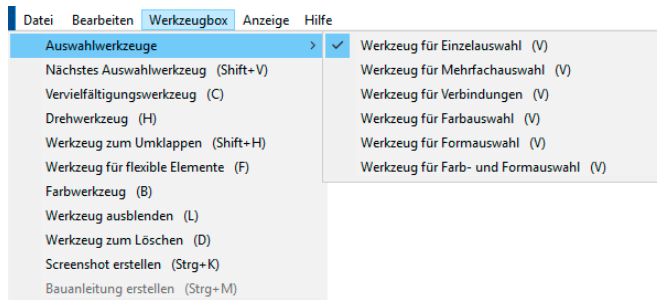 Datei Bearbeiten Werkzeugbox Anzeige Hilfe
Auswahlwerkzeuge
Nächstes Auswahlwerkzeug (Shift+V)
Vervielfältigungswerkzeug (C)
Drehwerkzeug (H)
Werkzeug zum Umklappen (Shift+H)
Werkzeug für flexible Elemente (F)
Farbwerkzeug (B)
Werkzeug ausblenden (L)
Werkzeug zum Löschen (D)
Screenshot erstellen (Strg+K)
Bauanleitung erstellen (Strg+M)
Werkzeug für Einzelauswahl (V)
Werkzeug für Mehrfachauswahl (V)
Werkzeug für Verbindungen (V)
Werkzeug für Farbauswahl (V)
Werkzeug für Formauswahl (V)
Werkzeug für Farb- und Formauswahl (V)